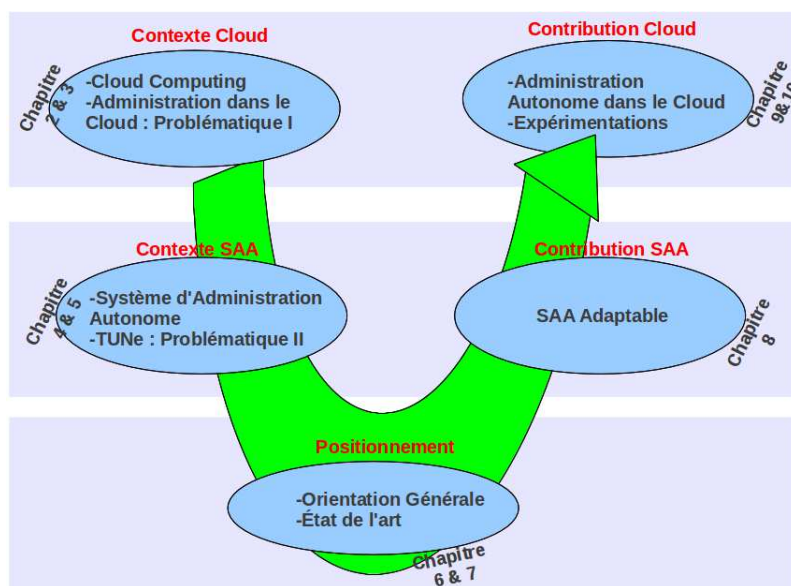 Contexte Cloud
Chapitre
2 & 3
-Cloud Computing
-Administration dans le
Cloud : Problématique I
Contribution Cloud
-Administration
Autonome dans le Cloud
-Expérimentations
Chapitre
9& 10
Contexte SAA
Chapitre
4 & 5
-Système d'Administration
Autonome
-TUNe : Problématique II
Contribution SAA
SAA Adaptable
Chapitre
8
Positionnement
-Orientation Générale
-État de l'art
Chapitre
6 & 7